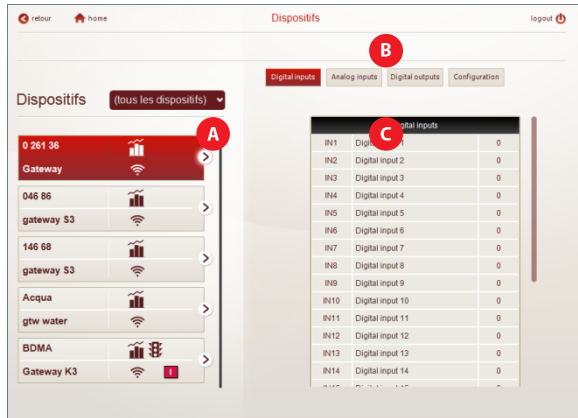 retour
home
Dispositifs
logout
B
Digital inputs
Analog inputs
Digital outputs
Configuration
Dispositifs
(tous les dispositifs)
A
0 261 36
Gateway
046 86
gateway S3
146 68
gateway S3
Acqua
gtw water
BDMA
Gateway K3
I
C
Digital inputs
IN1 Digital 1 0
IN2 Digital input 2 0
IN3 Digital input 3 0
IN4 Digital input 4 0
IN5 Digital input 5 0
IN6 Digital input 6 0
IN7 Digital input 7 0
IN8 Digital input 8 0
IN9 Digital input 9 0
IN10 Digital input 10 0
IN11 Digital input 11 0
IN12 Digital input 12 0
IN13 Digital input 13 0
IN14 Digital input 14 0